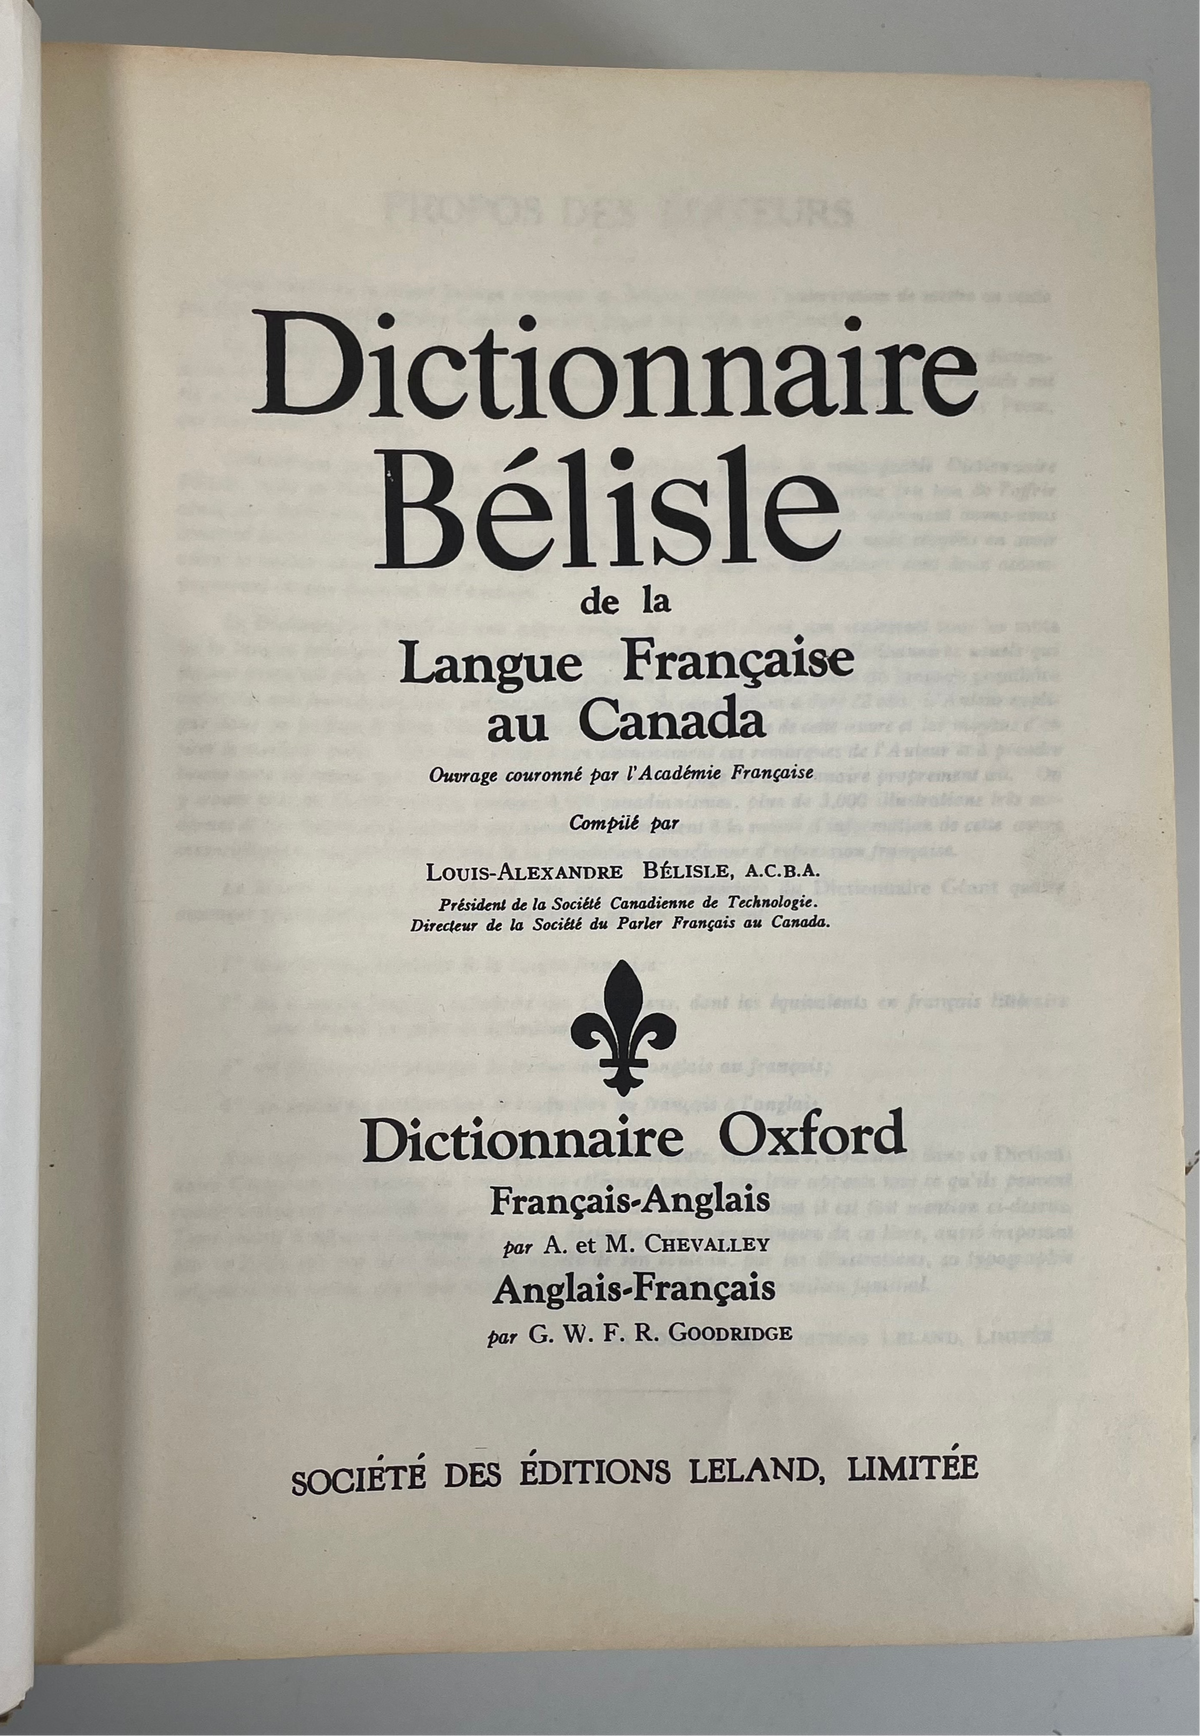 Dictionnaire
Bélisle
de la
Langue Française
au Canada
Ouvrage couronné par l'Académie Française
Compilé par
LOUIS-ALEXANDRE BÉLISLE, A.C.B.A.
Président de la Société Canadienne de Technologie.
Directeur de la Société du Parler Français au Canada.
Dictionnaire Oxford
Français-Anglais
par A. et M. CHEVALLEY
Anglais-Français
par G. W. F. R. GOODRIDGE
SOCIÉTÉ DES ÉDITIONS LELAND, LIMITÉE